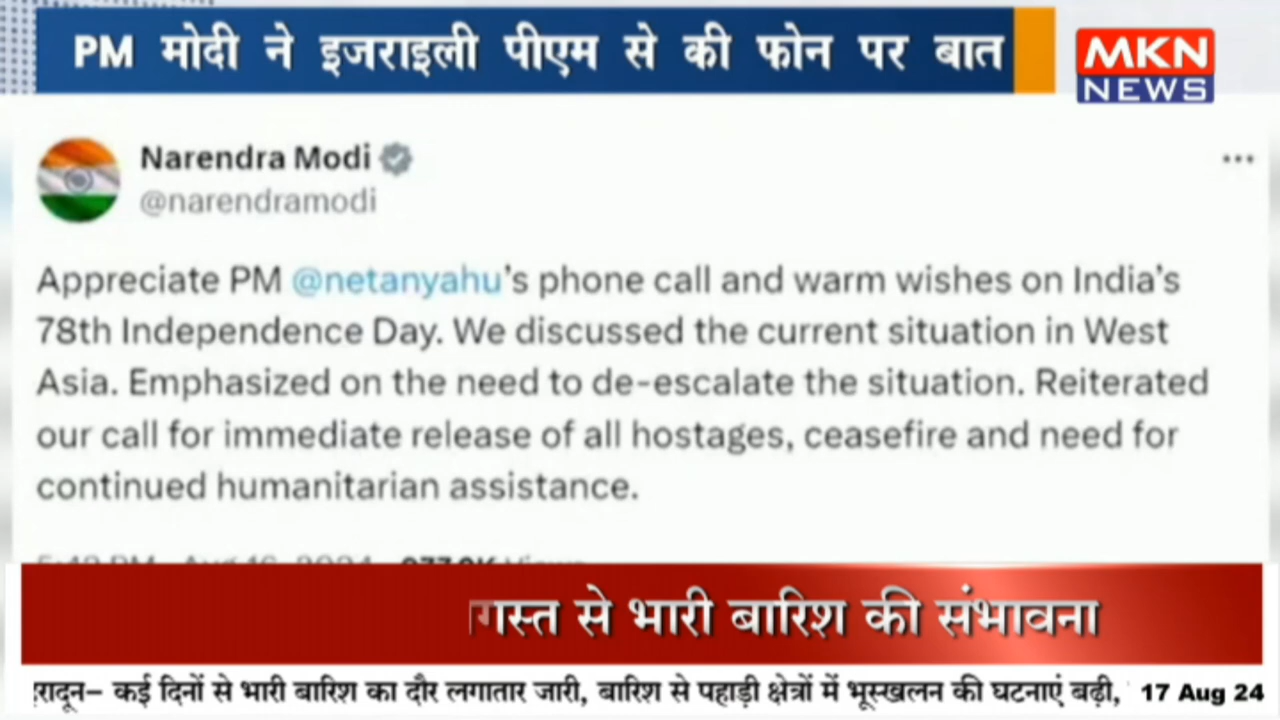 PM मोदी ने इजराइली पीएम से की फोन पर बात
MKN
NEWS
Narendra Modi
@narendramodi
Appreciate PM @netanyahu's phone call and warm wishes on India's
78th Independence Day. We discussed the current situation in West
Asia. Emphasized on the need to de-escalate the situation. Reiterated
our call for immediate release of all hostages, ceasefire and need for
continued humanitarian assistance.
से भारी बारिश की संभावना
कई दिनों से भारी बारिश का दौर लगातार जारी, बारिश से पहाड़ी क्षेत्रों में भूस्खलन की घटनाएं बढ़ी, 17 Aug 24